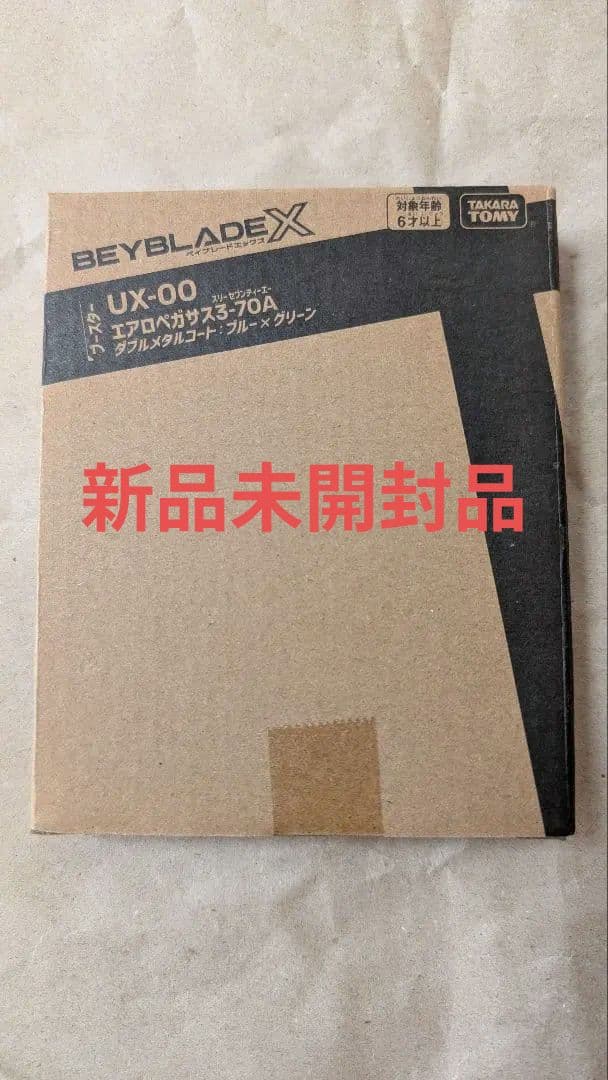 BEYBLADE X
ベイブレードエックス
対象年齢
6才以上
TAKARA
TOMY
ブースター
UX-00
スリーセブンティーエー
エアロペガサス3-70A
ダブルメタルコート:ブルー×グリーン
新品未開封品